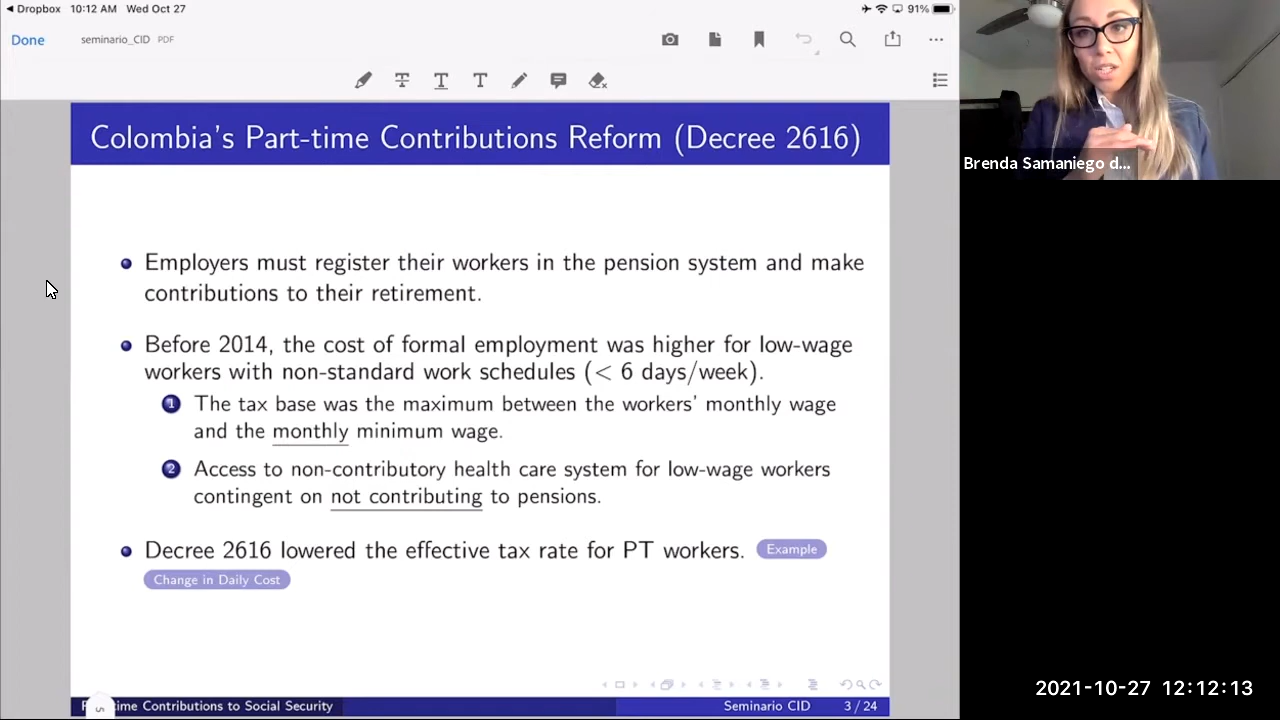 Dropbox 10:12 AM Wed Oct 27
91%
Done
seminario_CID PDF
Colombia's Part-time Contributions Reform (Decree 2616)
Employers must register their workers in the pension system and make
contributions to their retirement.
Before 2014, the cost of formal employment was higher for low-wage
workers with non-standard work schedules (< 6 days/week).
1 The tax base was the maximum between the workers' monthly wage
and the monthly minimum wage.
2 Access to non-contributory health care system for low-wage workers
contingent on not contributing to pensions.
Decree 2616 lowered the effective tax rate for PT workers. Example
Change in Daily Cost
time Contributions to Social Security
Seminario CID 3 / 24
Brenda Samaniego d...
2021-10-27 12:12:13